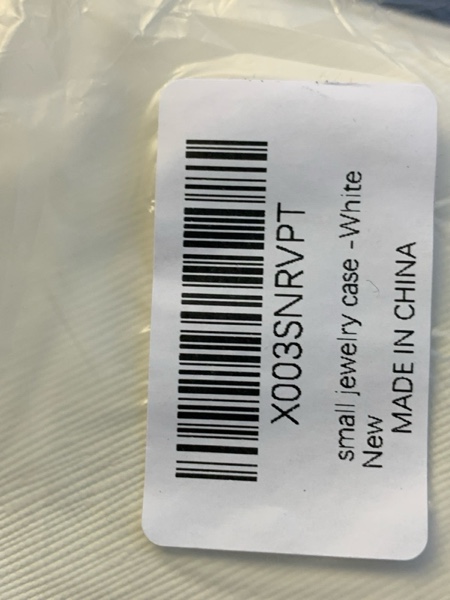 X003SNRVPT
small jewelry case -White
New
MADE IN CHINA